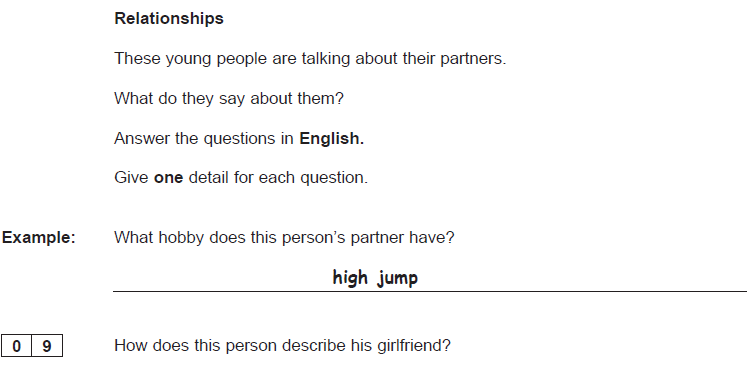 Relationships
These young people are talking about their partners.
What do they say about them?
Answer the questions in English.
Give one detail for each question.
Example: What hobby does this person's partner have?
high jump
0 9 How does this person describe his girlfriend?